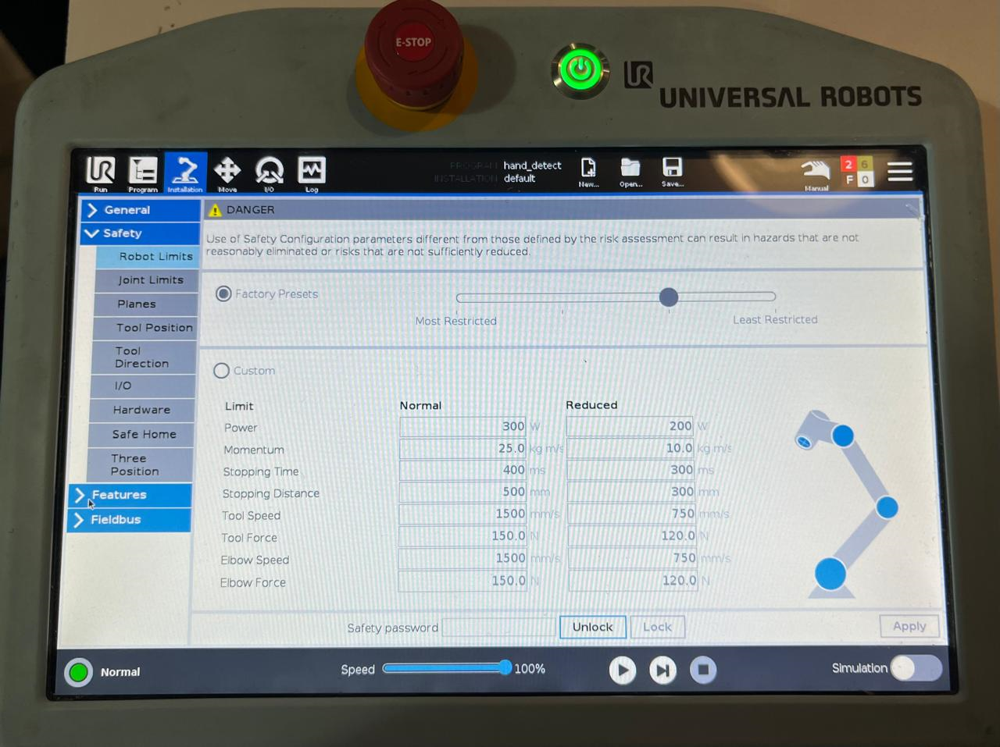 E-STOP
UR
UNIVERSAL ROBOTS
UR
Run
Program
Installation
Move
I/O
Log
PROGRAM hand_detect
INSTALLATION default
New...
Open...
Save...
Manual
2 6
F 0
General
Safety
Robot Limits
Joint Limits
Planes
Tool Position
Tool
Direction
I/O
Hardware
Safe Home
Three
Position
Features
Fieldbus
DANGER
Use of Safety Configuration parameters different from those defined by the risk assessment can result in hazards that are not
reasonably eliminated or risks that are not sufficiently reduced.
Factory Presets
Most Restricted Least Restricted
Custom
Limit Normal Reduced
Power 300 W 200 W
Momentum 25.0 kg m/s 10.0 kg m/s
Stopping Time 400 ms 300 ms
Stopping Distance 500 mm 300 mm
Tool Speed 1500 mm/s 750 mm/s
Tool Force 150.0 N 120.0 N
Elbow Speed 1500 mm/s 750 mm/s
Elbow Force 150.0 N 120.0 N
Safety password Unlock Lock Apply
Normal
Speed 100%
Simulation